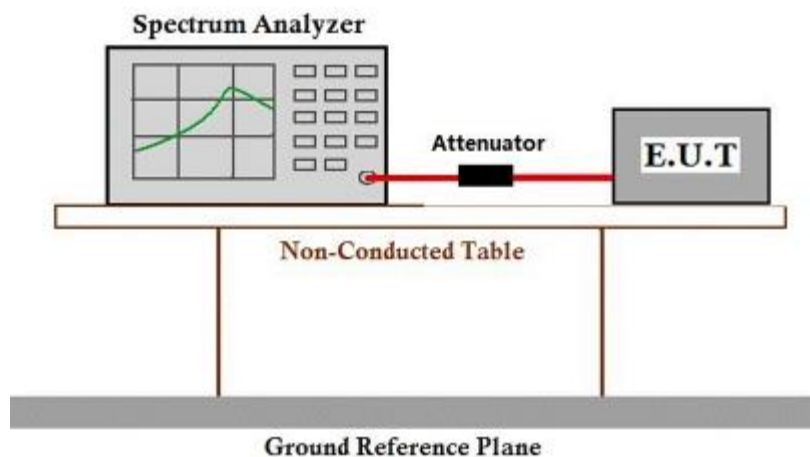 Spectrum Analyzer
Attenuator
E.U.T
Non-Conducted Table
Ground Reference Plane